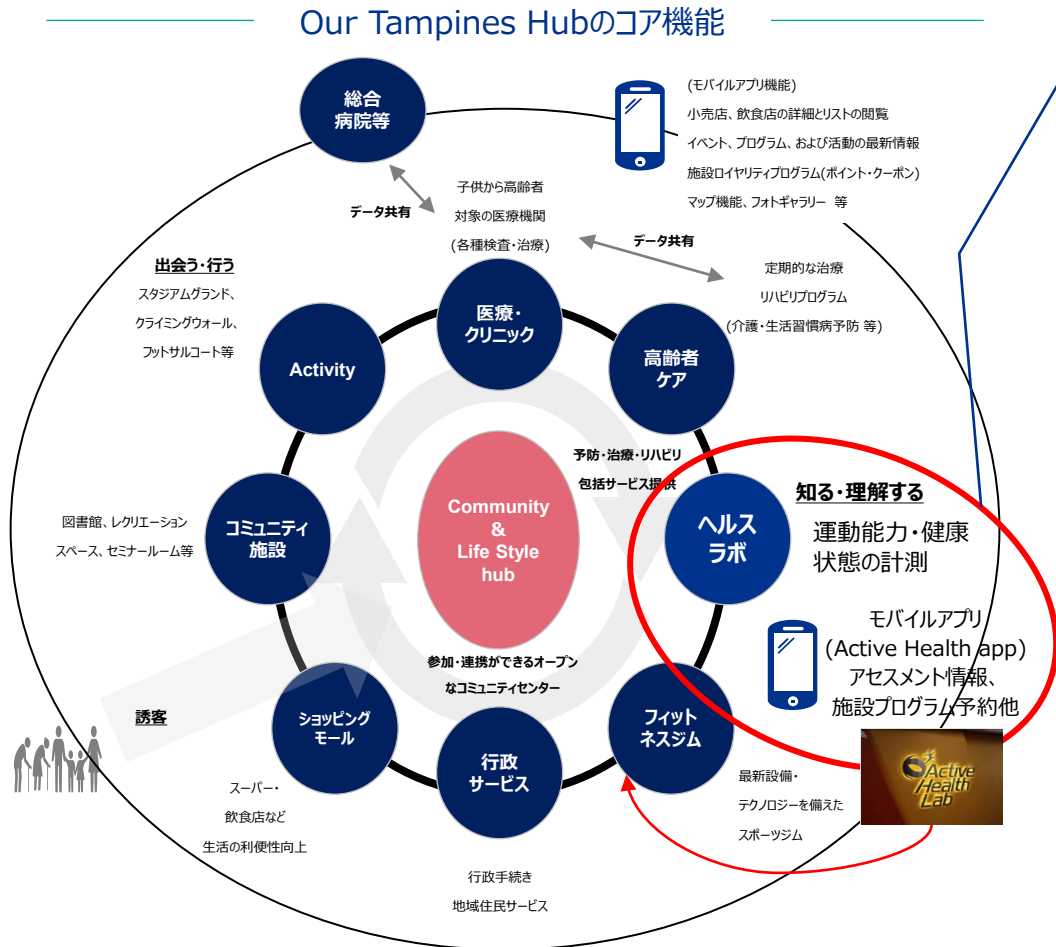 Our Tampines Hubのコア機能
総合
病院等
(モバイルアプリ機能)
小売店、飲食店の詳細とリストの閲覧
イベント、プログラム、および活動の最新情報
施設ロイヤリティプログラム(ポイント・クーポン)
マップ機能、フォトギャラリー 等
データ共有
子供から高齢者
対象の医療機関
(各種検査・治療)
データ共有
定期的な治療
リハビリプログラム
(介護・生活習慣病予防 等)
出会う・行う
スタジアムグランド、
クライミングウォール、
フットサルコート等
医療・
クリニック
Activity
高齢者
ケア
予防・治療・リハビリ
包括サービス提供
Community
&
Life Style
hub
図書館、レクリエーション
スペース、セミナールーム等
コミュニティ
施設
ヘルス
ラボ
知る・理解する
運動能力・健康
状態の計測
モバイルアプリ
(Active Health app)
アセスメント情報、
施設プログラム予約他
参加・連携ができるオープン
なコミュニティセンター
誘客
ショッピング
モール
行政
サービス
フィット
ネスジム
Active
Health
Lab
スーパー・
飲食店など
生活の利便性向上
最新設備・
テクノロジーを備えた
スポーツジム
行政手続き
地域住民サービス